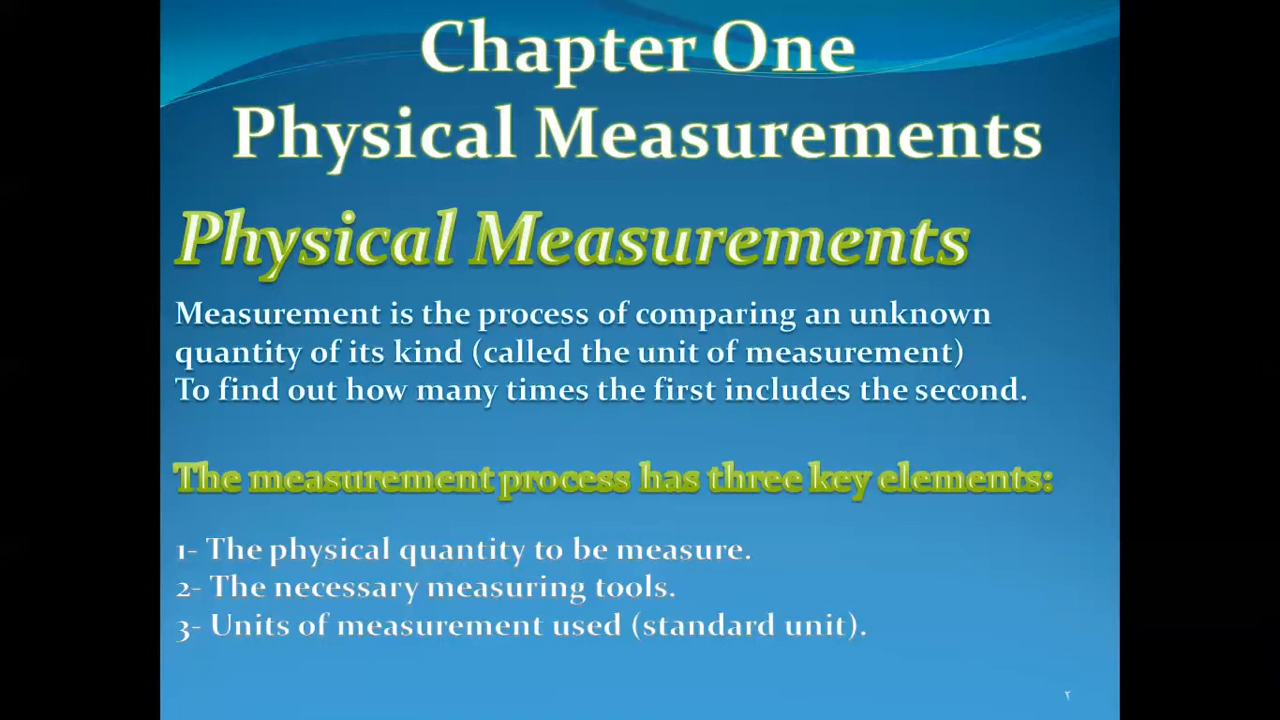 Chapter One
Physical Measurements
Physical Measurements
Measurement is the process of comparing an unknown
quantity of its kind (called the unit of measurement)
To find out how many times the first includes the second.
The measurement process has three key elements:
1- The physical quantity to be measure.
2- The necessary measuring tools.
3- Units of measurement used (standard unit).
٢